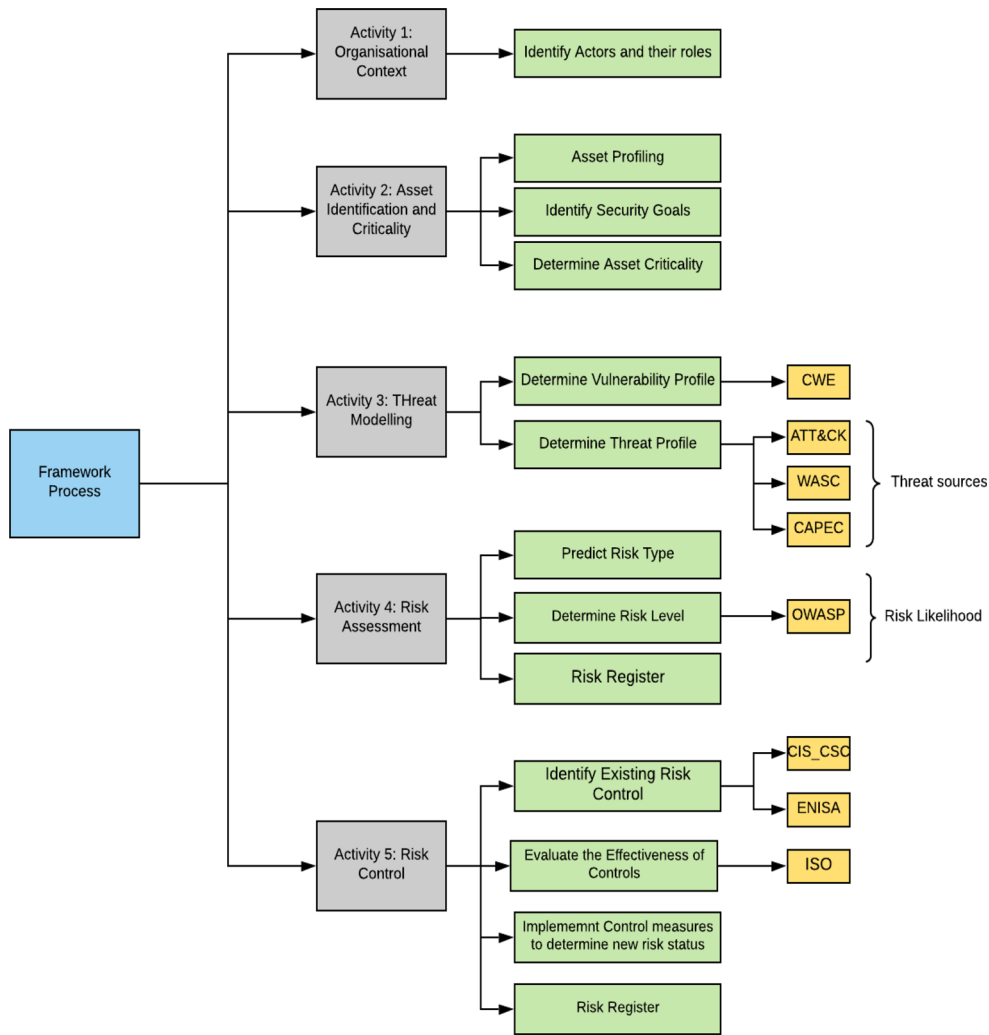 Activity 1:
Organisational
Context
Identify Actors and their roles
Activity 2: Asset
Identification and
Criticality
Asset Profiling
Identify Security Goals
Determine Asset Criticality
Activity 3: THreat
Modelling
Determine Vulnerability Profile
CWE
Determine Threat Profile
ATT&CK
WASC
CAPEC
Threat sources
Framework
Process
Activity 4: Risk
Assessment
Predict Risk Type
Determine Risk Level
OWASP
Risk Likelihood
Risk Register
Activity 5: Risk
Control
Identify Existing Risk
Control
CIS_CSC
ENISA
Evaluate the Effectiveness of
Controls
ISO
Implememnt Control measures
to determine new risk status
Risk Register